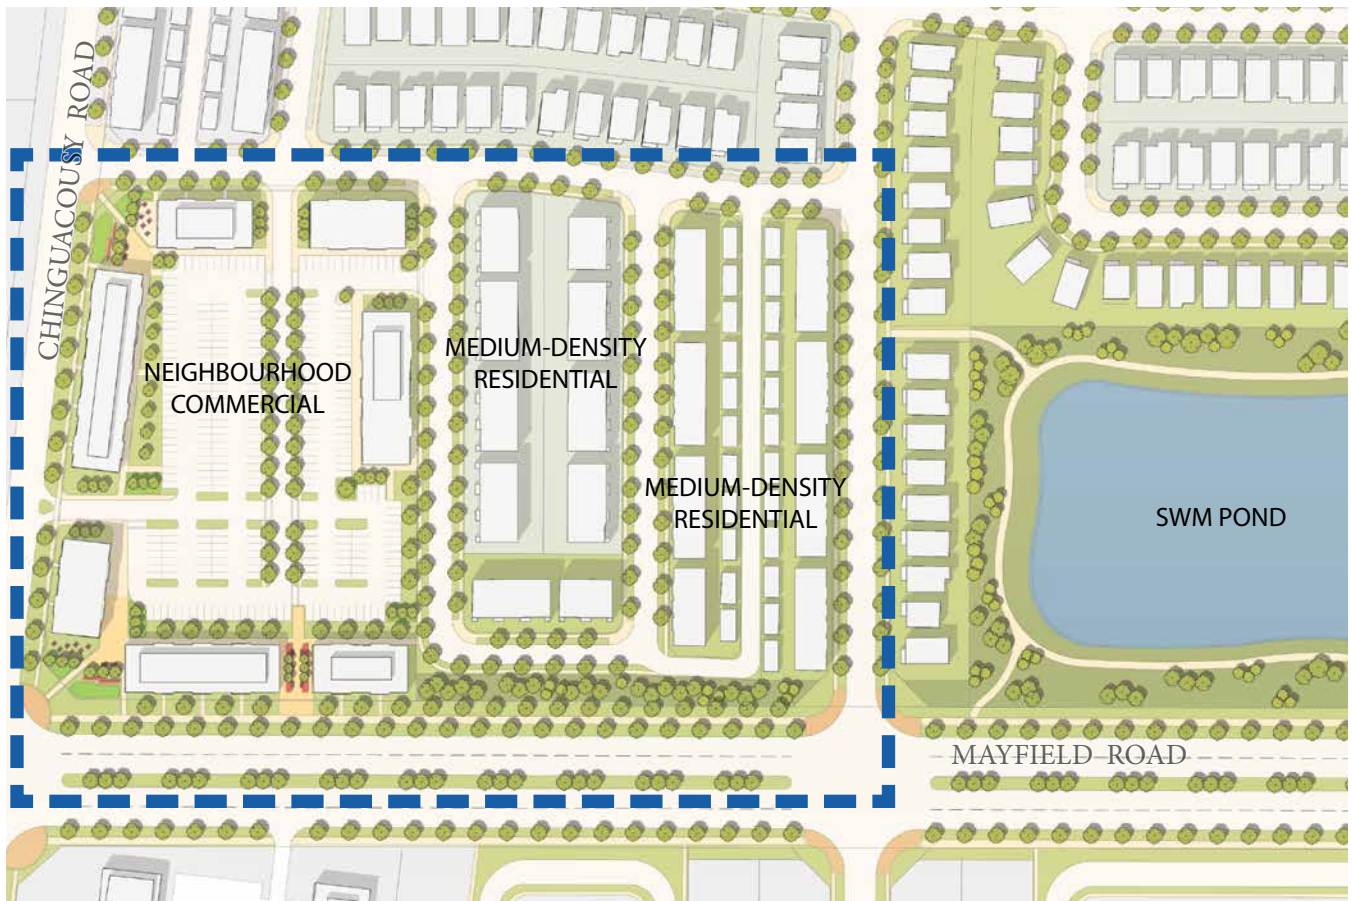 CHINGUACOUSY ROAD
NEIGHBOURHOOD
COMMERCIAL
MEDIUM-DENSITY
RESIDENTIAL
MEDIUM-DENSITY
RESIDENTIAL
SWM POND
MAYFIELD ROAD